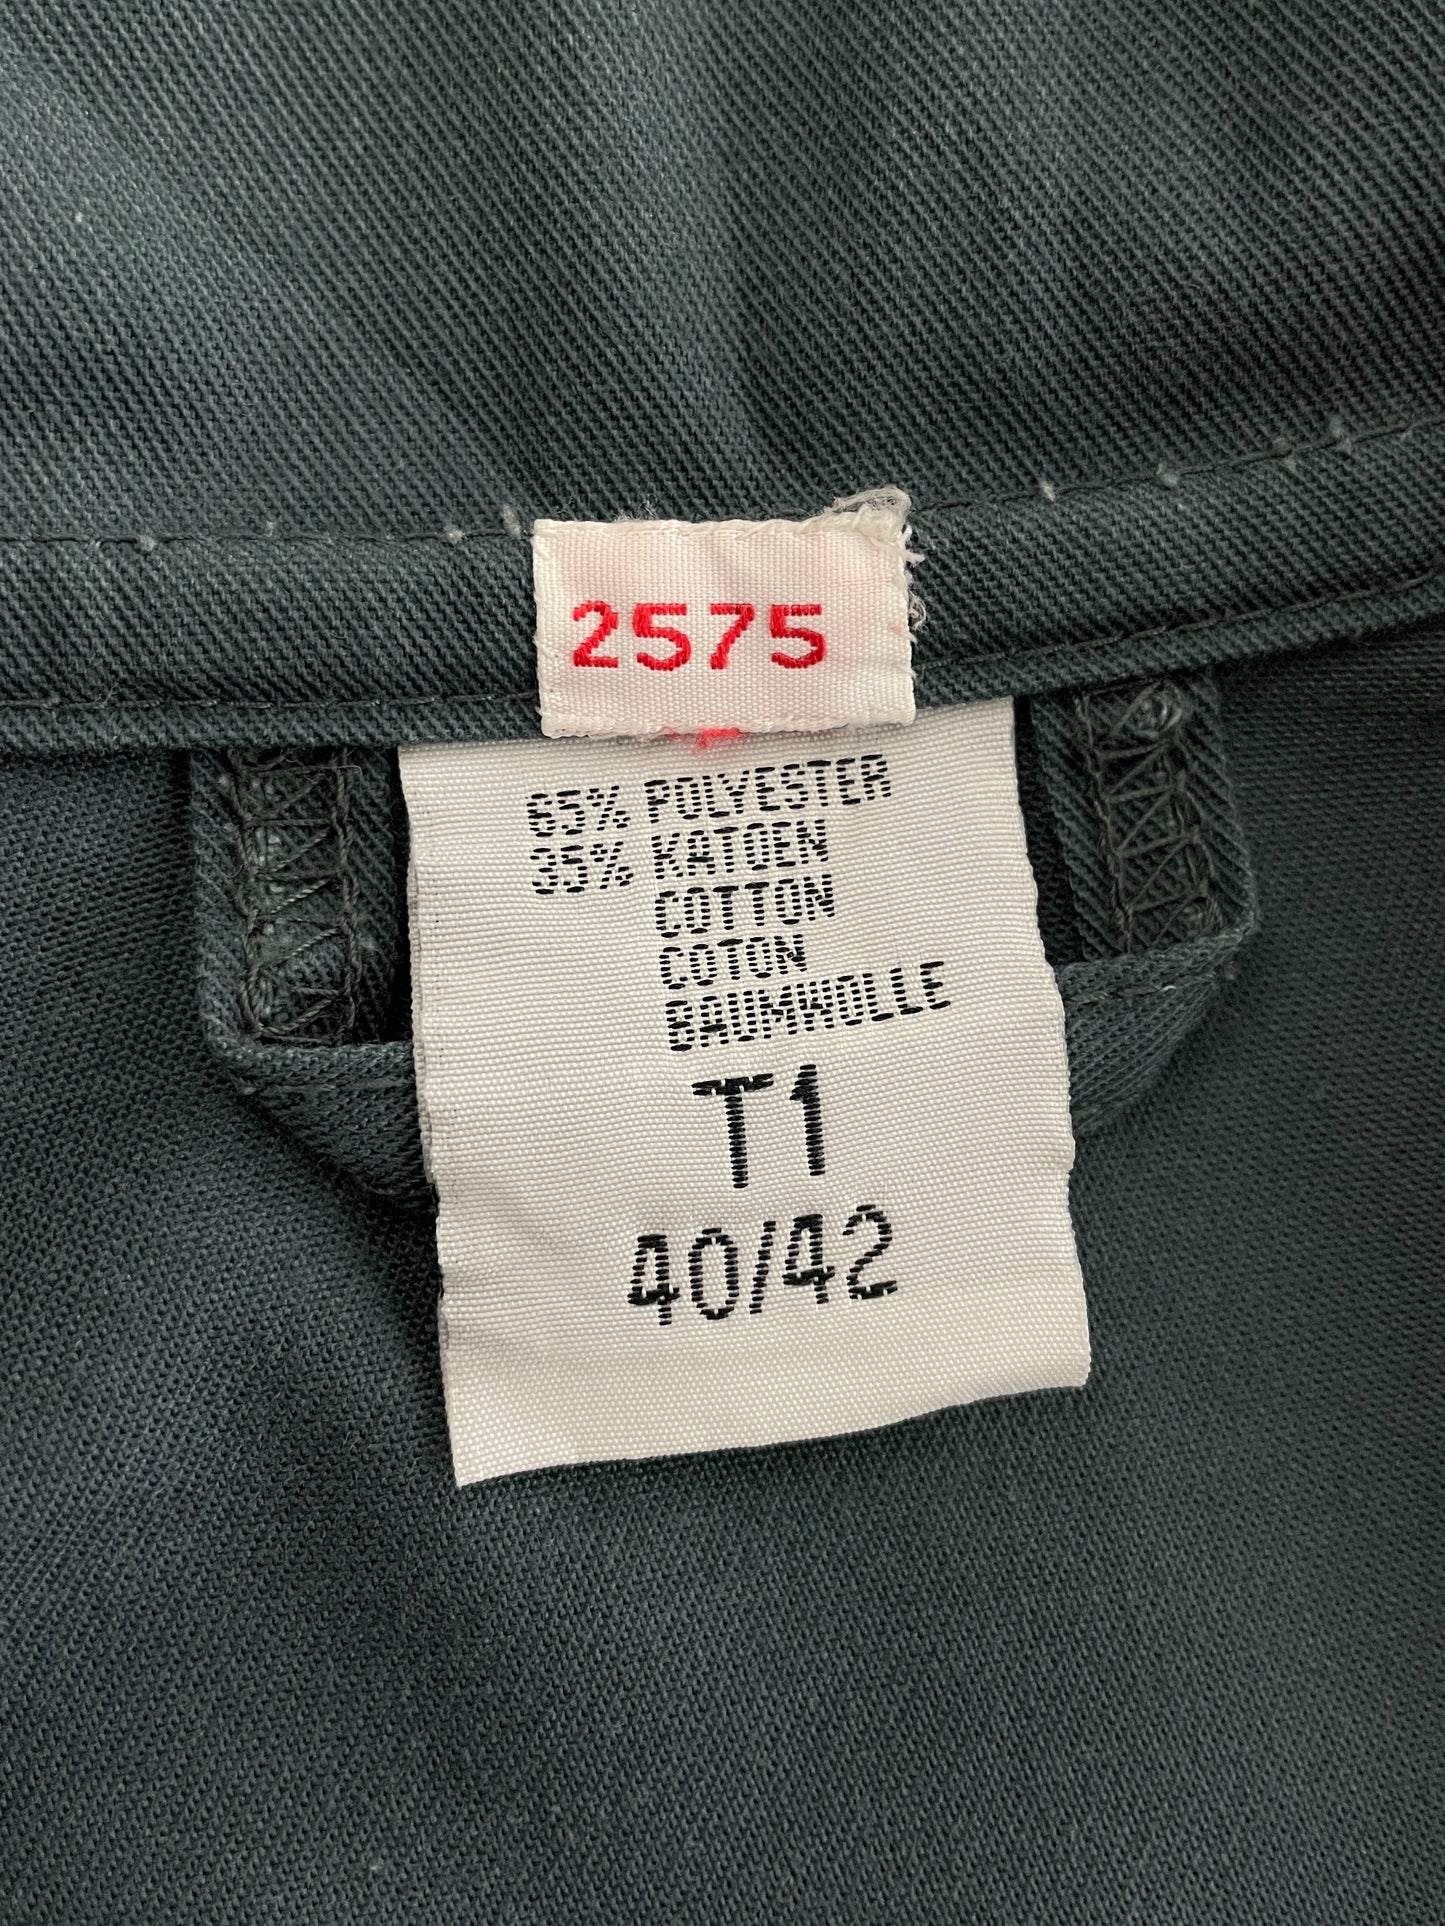 2575
65% POLYESTER
35% KATOEN
COTTON
COTON
BAUMWOLLE
T1
40/42